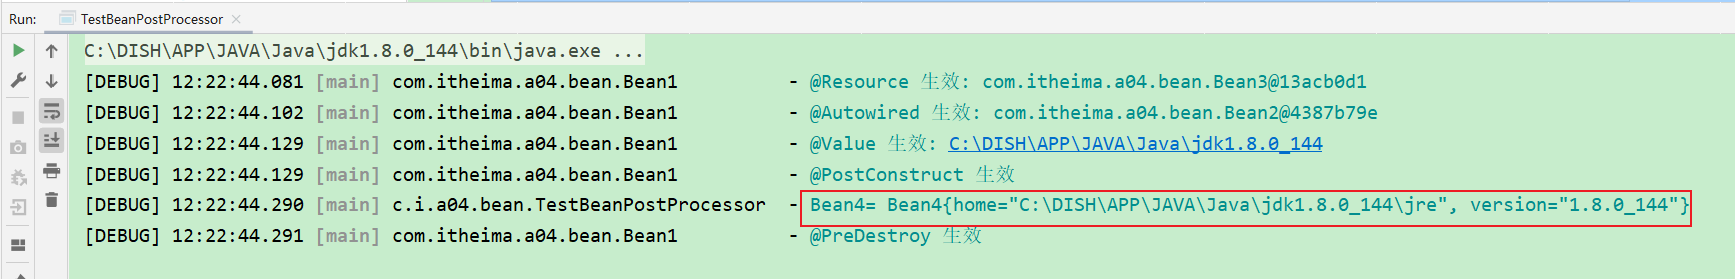 Run: TestBeanPostProcessor ×
C:\DISH\APP\JAVA\Java\jdk1.8.0_144\bin\java.exe ...
[DEBUG] 12:22:44.081 [main] com.itheima.a04.bean.Bean1 - @Resource 生效: com.itheima.a04.bean.Bean3@13acb0d1
[DEBUG] 12:22:44.102 [main] com.itheima.a04.bean.Bean1 - @Autowired 生效: com.itheima.a04.bean.Bean2@4387b79e
[DEBUG] 12:22:44.129 [main] com.itheima.a04.bean.Bean1 - @Value 生效: C:\DISH\APP\JAVA\Java\jdk1.8.0_144
[DEBUG] 12:22:44.129 [main] com.itheima.a04.bean.Bean1 - @PostConstruct 生效
[DEBUG] 12:22:44.290 [main] c.i.a04.bean.TestBeanPostProcessor - Bean4= Bean4{home="C:\DISH\APP\JAVA\Java\jdk1.8.0_144\jre", version="1.8.0_144"}
[DEBUG] 12:22:44.291 [main] com.itheima.a04.bean.Bean1 - @PreDestroy 生效